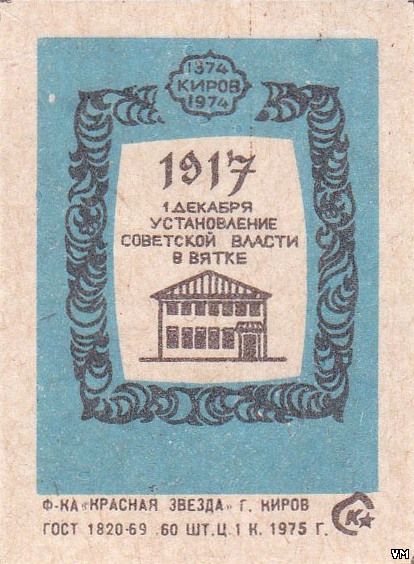 1374
КИРОВ
1974
1917
1 ДЕКАБРЯ
УСТАНОВЛЕНИЕ
СОВЕТСКОЙ ВЛАСТИ
В ВЯТКЕ
Ф-КА «КРАСНАЯ ЗВЕЗДА» Г. КИРОВ
ГОСТ 1820-69 .60 ШТ.Ц.1 К. 1975 Г.
К
VM